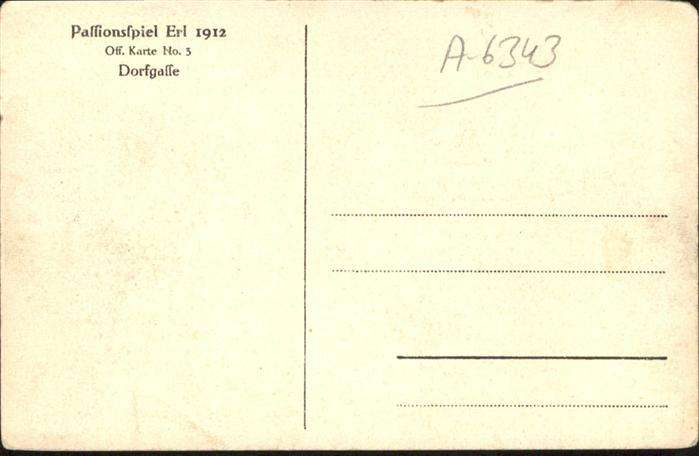 Paſſionsſpiel Erl 1912
Off. Karte No. 3
Dorfgaſſe
A-6343